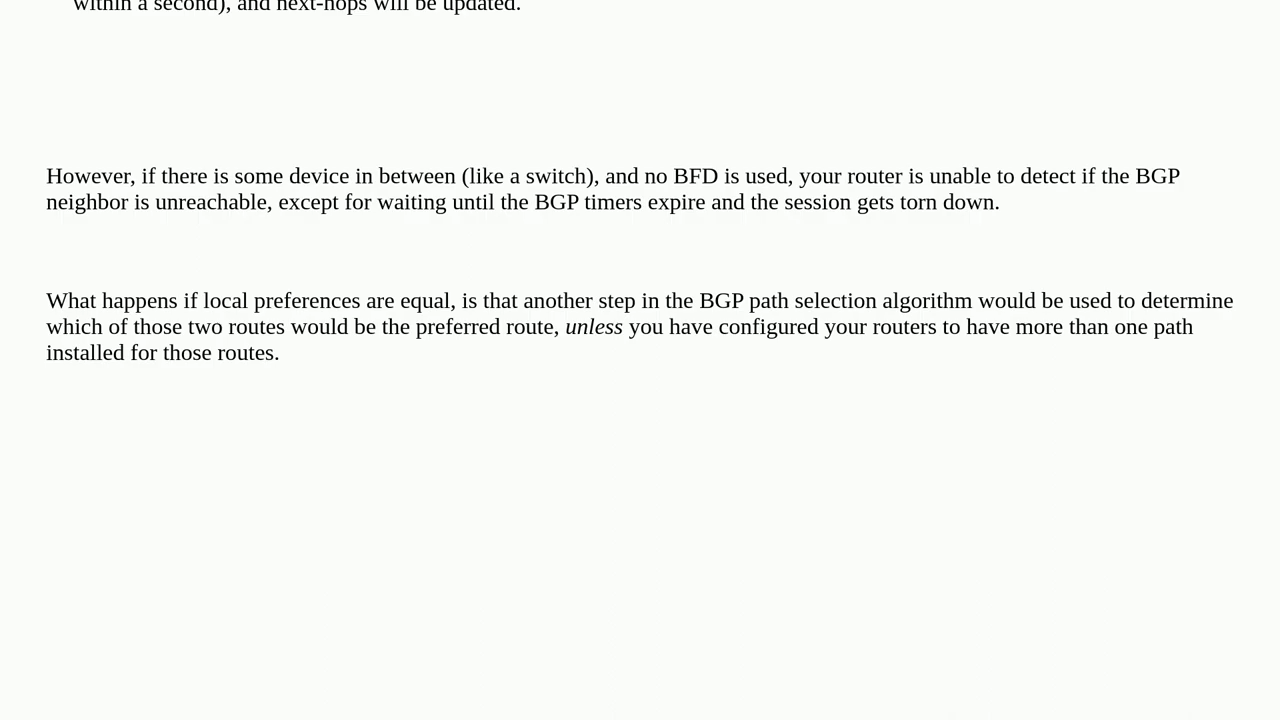 within a second), and next-hops will be updated.
However, if there is some device in between (like a switch), and no BFD is used, your router is unable to detect if the BGP
neighbor is unreachable, except for waiting until the BGP timers expire and the session gets torn down.
What happens if local preferences are equal, is that another step in the BGP path selection algorithm would be used to determine
which of those two routes would be the preferred route, unless you have configured your routers to have more than one path
installed for those routes.